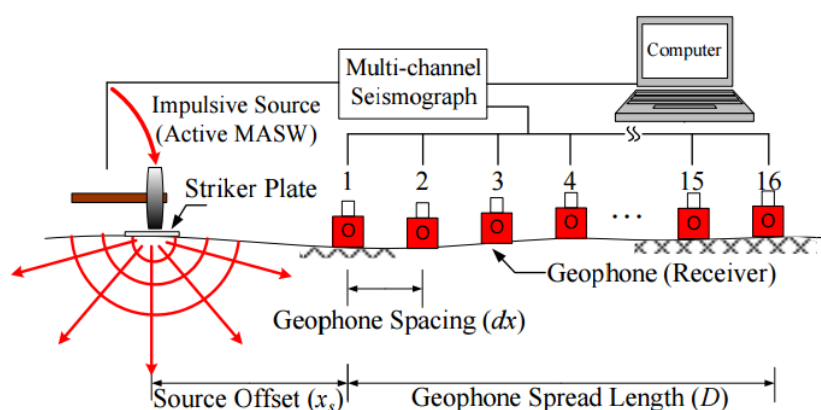 Computer
Multi-channel
Seismograph
Impulsive Source
(Active MASW)
Striker Plate
1 2 3 4 15 16
O O O O ... O O
Geophone (Receiver)
Geophone Spacing (dx)
Source Offset (xs)
Geophone Spread Length (D)